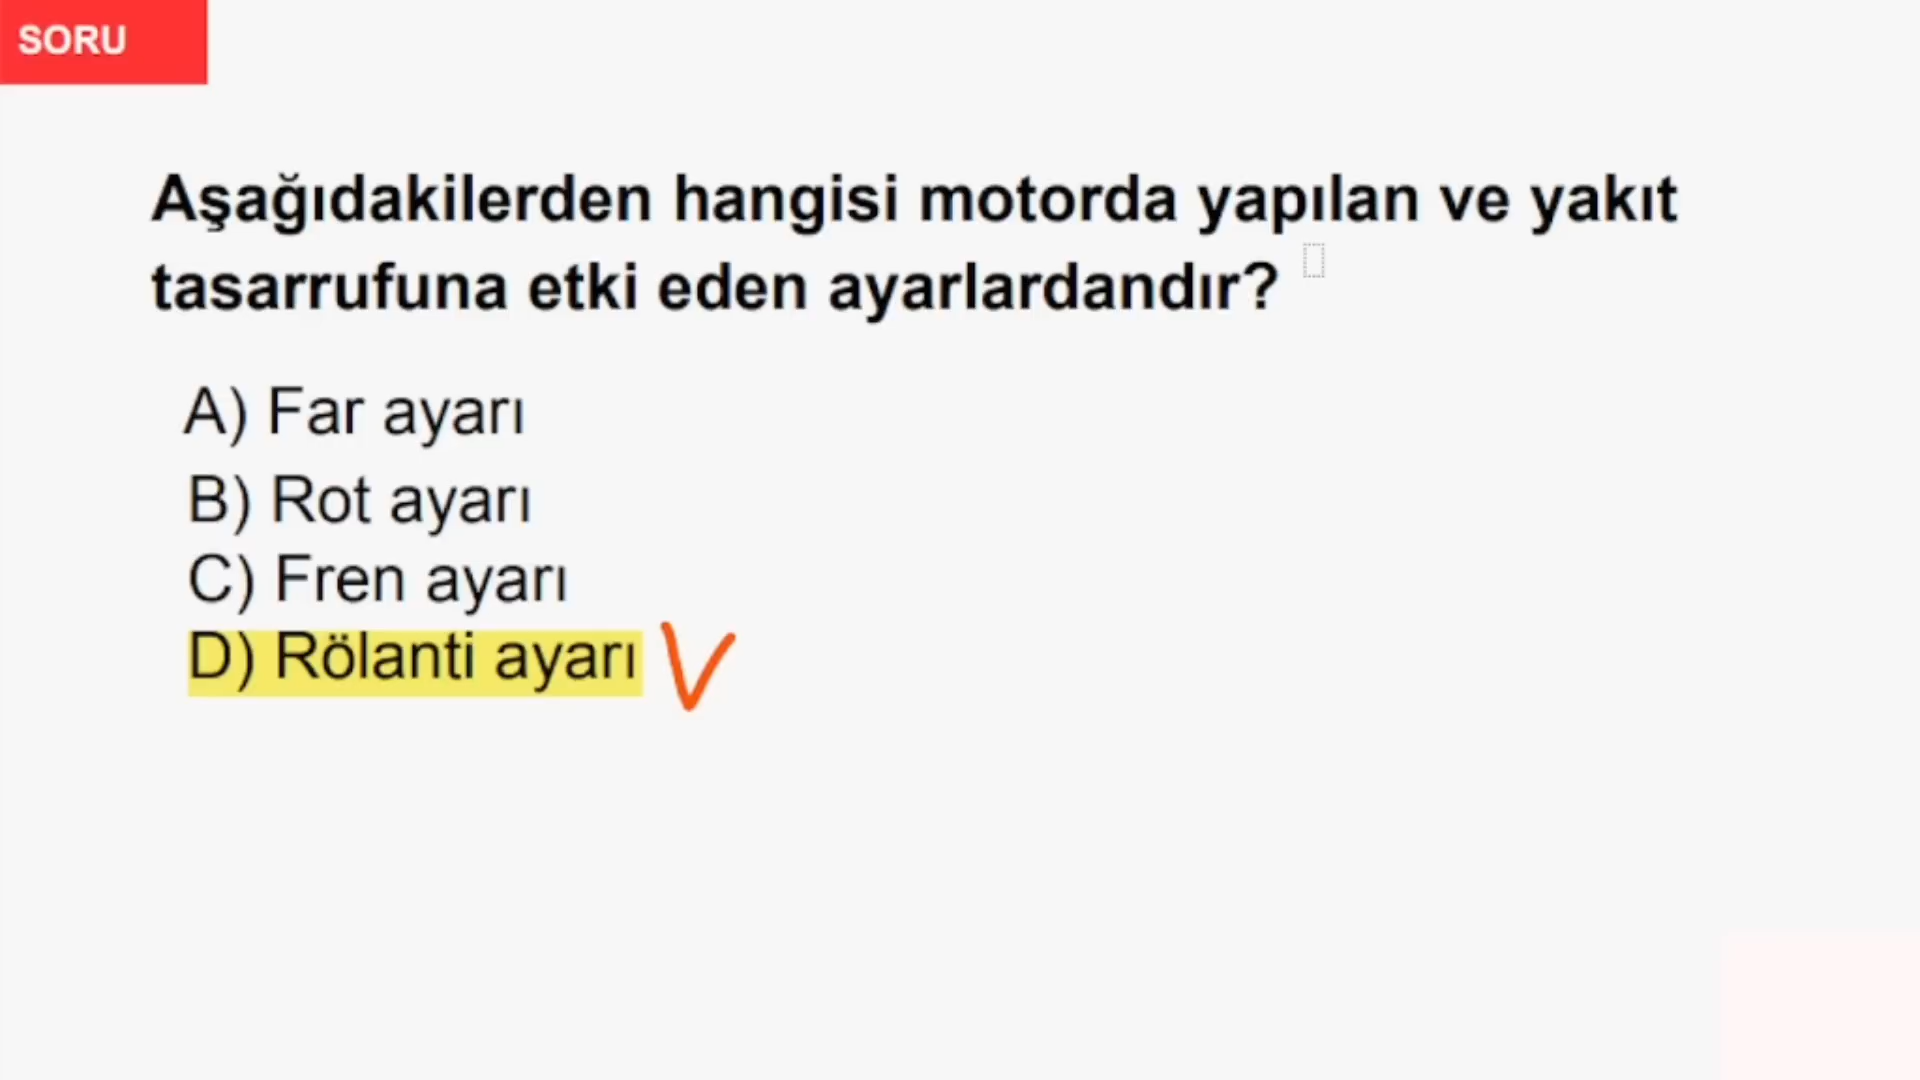 SORU
Aşağıdakilerden hangisi motorda yapılan ve yakıt
tasarrufuna etki eden ayarlardandır?
A) Far ayarı
B) Rot ayarı
C) Fren ayarı
D) Rölanti ayarı